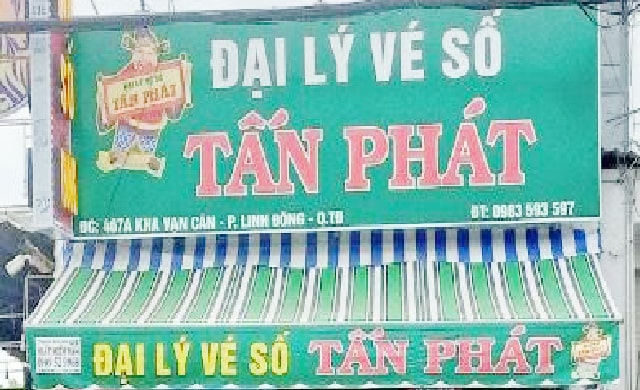 ĐẠI LÝ VÉ SỐ
TẤN PHÁT
TẤN PHÁT
ĐC: 467A KHA VẠN CÂN - P. LINH ĐÔNG - Q.TĐ
ĐT: 0983 593 597
ĐẠI LÝ VÉ SỐ TẤN PHÁT